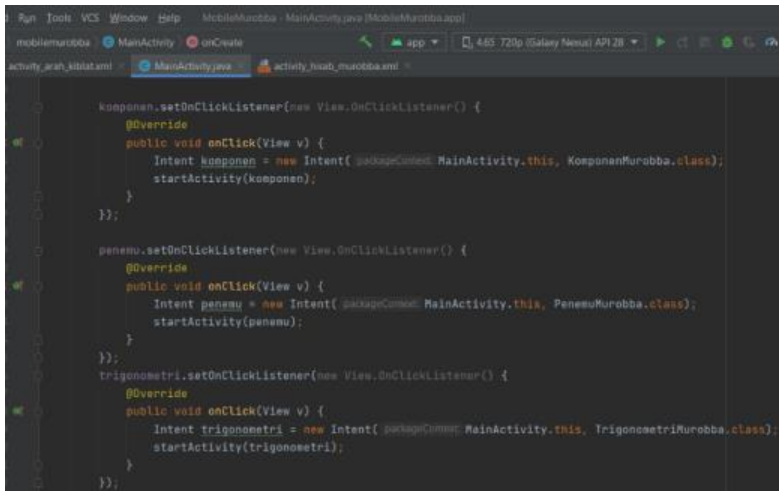 Run Tools VCS Window Help MobileMurobba - MainActivity.java [MobileMurobba.app]
mobilemurobba MainActivity onCreate app 4.65 720p (Galaxy Nexus) API 28
activity_arah_kiblat.xml MainActivity.java activity_hisab_murobba.xml
komponen.setOnClickListener(new View.OnClickListener() {
@Override
public void onClick(View v) {
Intent komponen = new Intent( packageContext: MainActivity.this, KomponenMurobba.class);
startActivity(komponen);
}
});
penemu.setOnClickListener(new View.OnClickListener() {
@Override
public void onClick(View v) {
Intent penemu = new Intent( packageContext: MainActivity.this, PenemuMurobba.class);
startActivity(penemu);
}
});
trigonometri.setOnClickListener(new View.OnClickListener() {
@Override
public void onClick(View v) {
Intent trigonometri = new Intent( packageContext: MainActivity.this, TrigonometriMurobba.class);
startActivity(trigonometri);
}
});